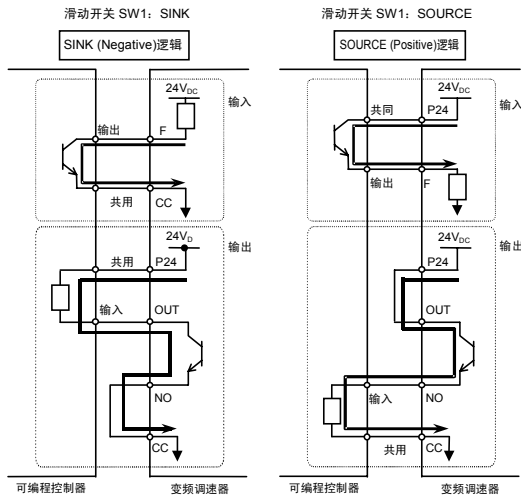 滑动开关 SW1：SINK
SINK (Negative)逻辑
24VDC
输入
输出
F
共用
CC
24VD
输出
共用
P24
输入
OUT
NO
CC
可编程控制器
变频调速器
滑动开关 SW1：SOURCE
SOURCE (Positive)逻辑
24VDC
输入
共同
P24
输出
F
24VDC
输出
P24
OUT
输入
NO
共用
CC
可编程控制器
变频调速器